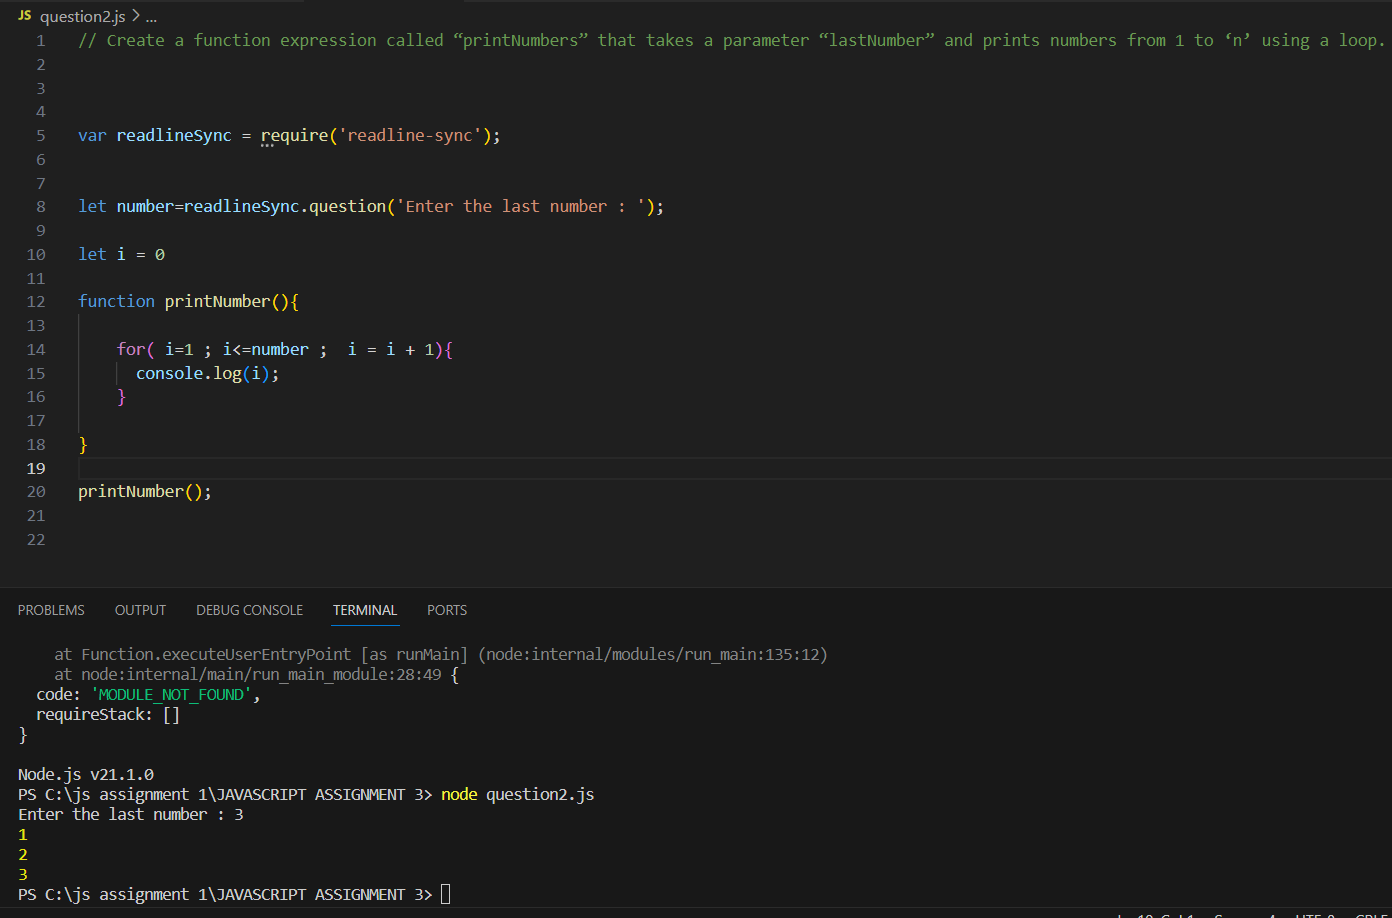 JS question2.js > ...
1 // Create a function expression called “printNumbers” that takes a parameter “lastNumber” and prints numbers from 1 to ‘n’ using a loop.
2
3
4
5 var readlineSync = require('readline-sync');
6
7
8 let number=readlineSync.question('Enter the last number : ');
9
10 let i = 0
11
12 function printNumber(){
13
14 for( i=1 ; i<=number ;  i = i + 1){
15 console.log(i);
16 }
17
18 }
19
20 printNumber();
21
22
PROBLEMS OUTPUT DEBUG CONSOLE TERMINAL PORTS
at Function.executeUserEntryPoint [as runMain] (node:internal/modules/run_main:135:12)
at node:internal/main/run_main_module:28:49 {
code: 'MODULE_NOT_FOUND',
requireStack: []
}
Node.js v21.1.0
PS C:\js assignment 1\JAVASCRIPT ASSIGNMENT 3> node question2.js
Enter the last number : 3
1
2
3
PS C:\js assignment 1\JAVASCRIPT ASSIGNMENT 3>